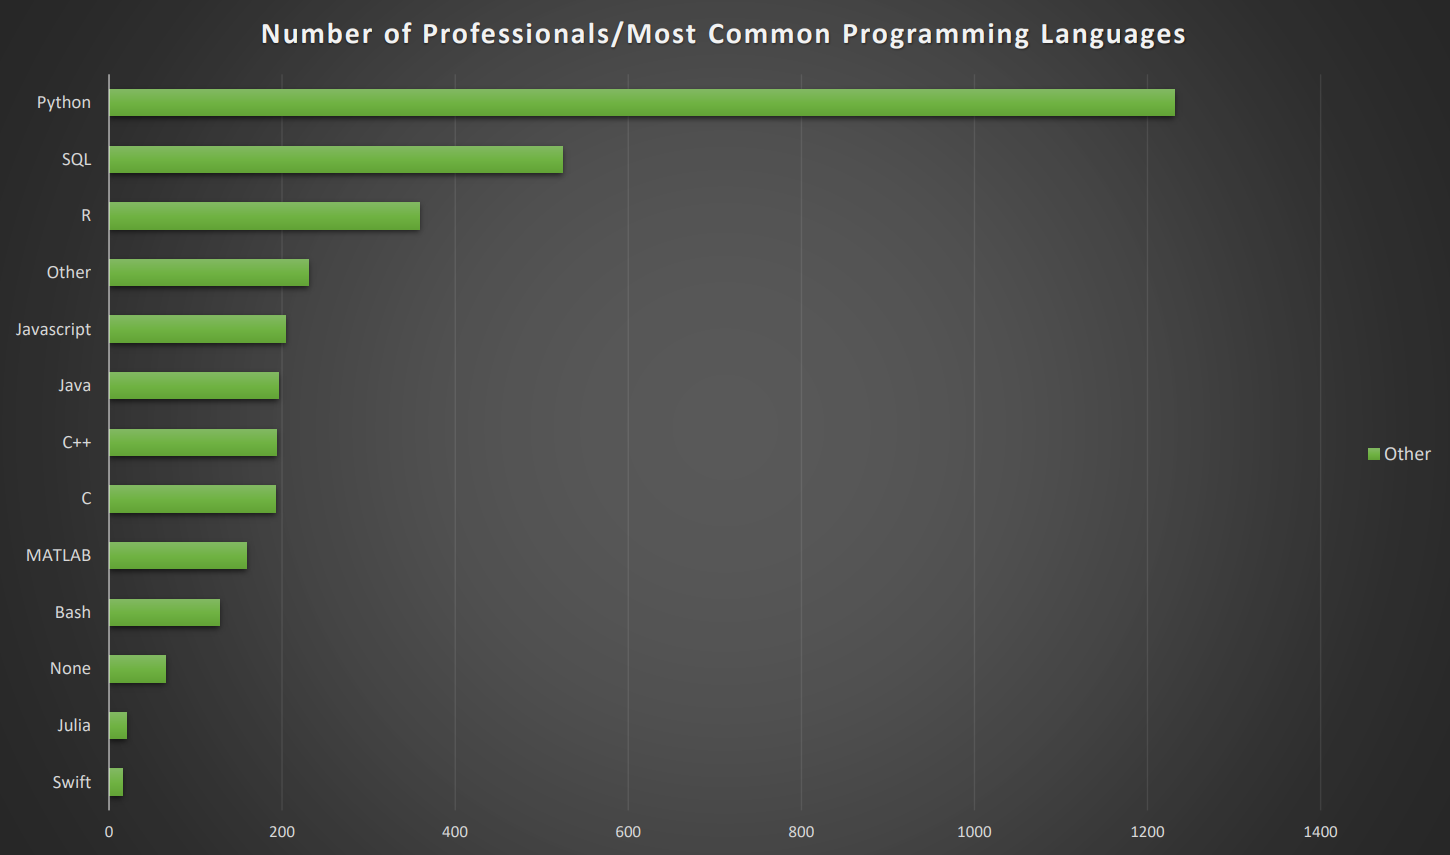 Number of Professionals/Most Common Programming Languages
Python
SQL
R
Other
Javascript
Java
C++
C
MATLAB
Bash
None
Julia
Swift
0 200 400 600 800 1000 1200 1400
Other